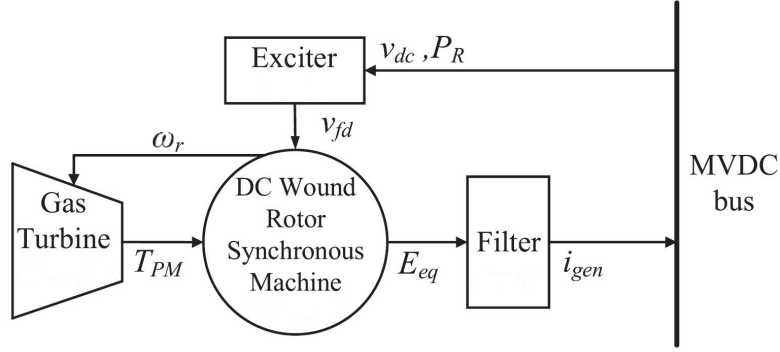 Exciter
v_dc ,P_R
v_fd
ω_r
MVDC
bus
Gas
Turbine
DC Wound
Rotor
Synchronous
Machine
Filter
T_PM
E_eq
i_gen